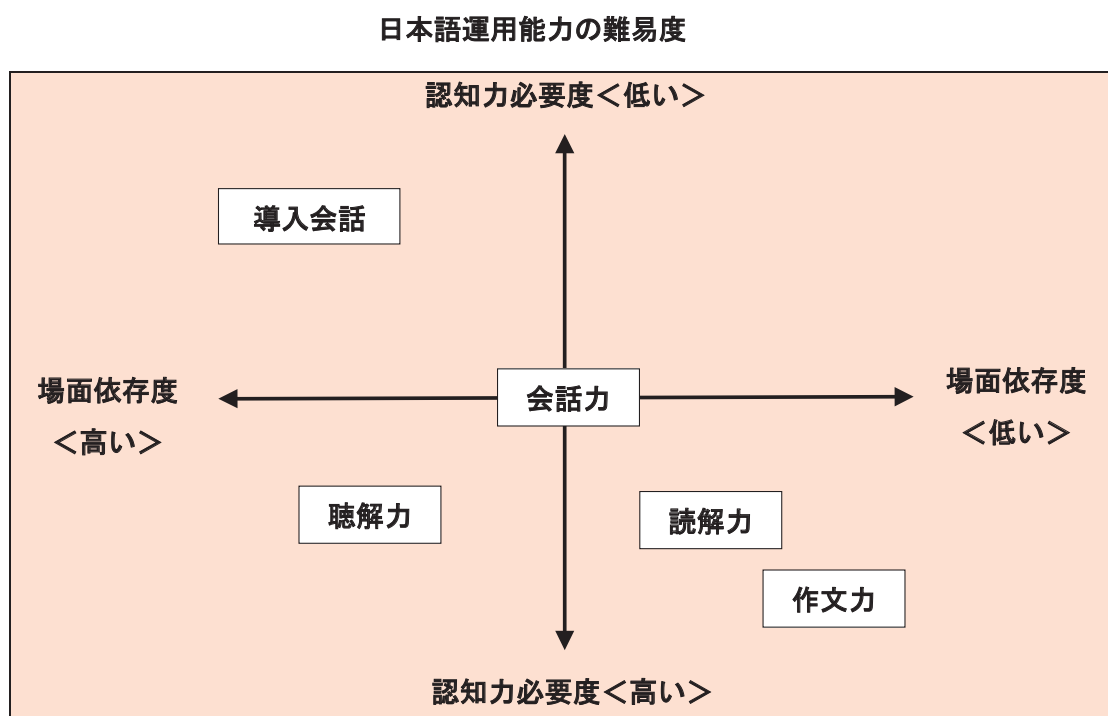 日本語運用能力の難易度
認知力必要度＜低い＞
導入会話
場面依存度
＜高い＞
会話力
場面依存度
＜低い＞
聴解力
読解力
作文力
認知力必要度＜高い＞